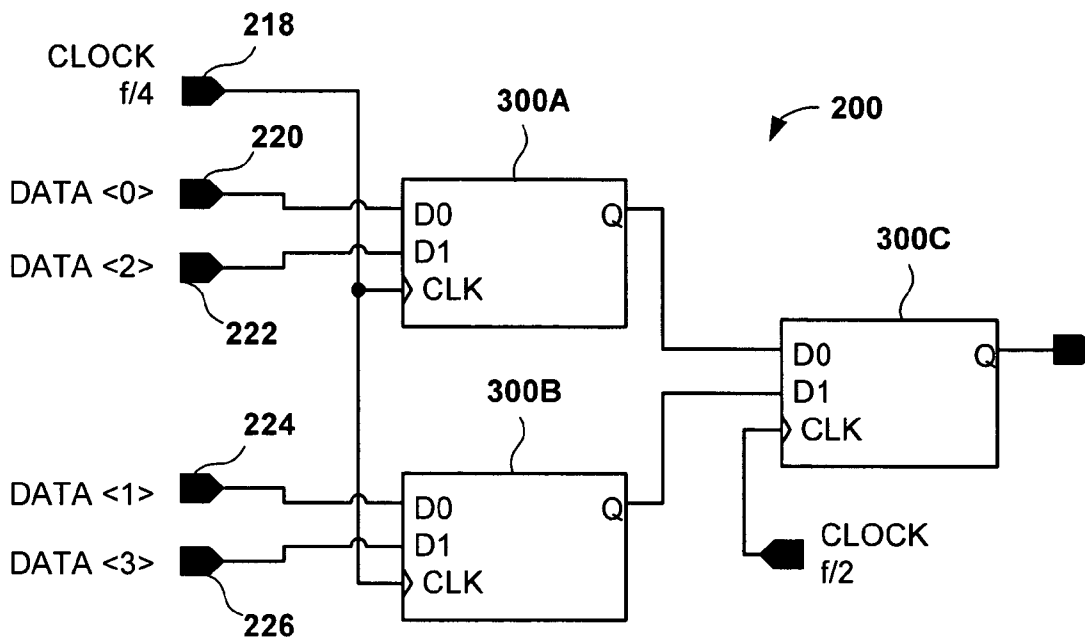 218
CLOCK
f/4
300A
200
220
DATA <0>
D0
Q
DATA <2>
D1
CLK
222
300C
D0
Q
D1
CLK
300B
224
DATA <1>
D0
Q
DATA <3>
D1
CLK
226
CLOCK
f/2